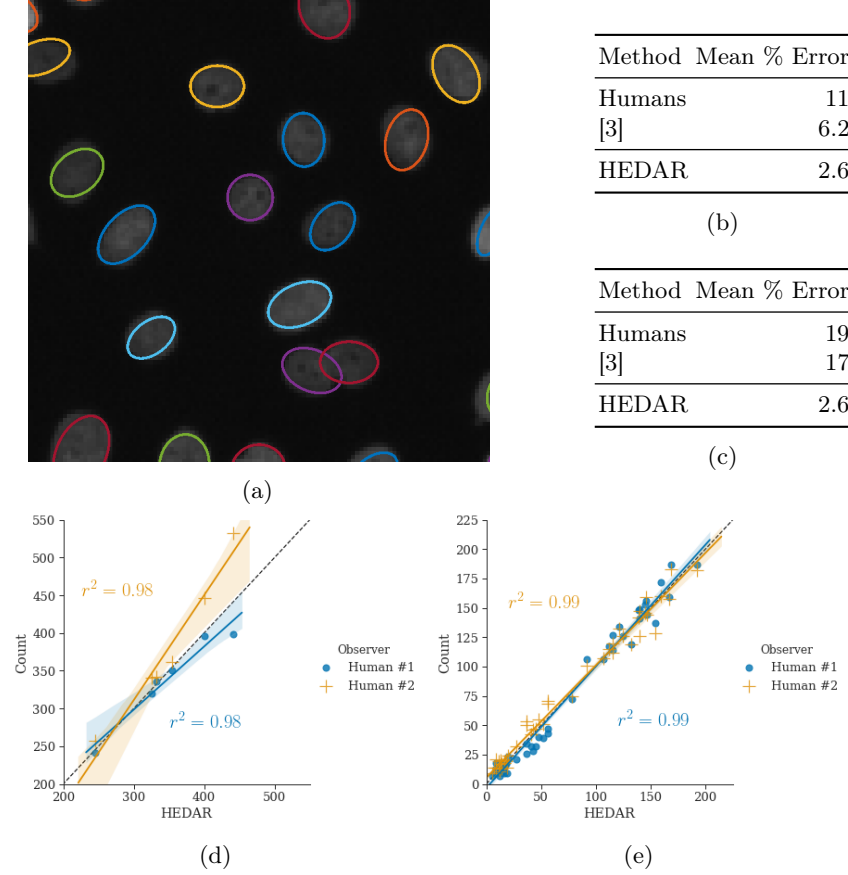 Method Mean % Error
Humans 11
[3] 6.2
HEDAR 2.6
(b)
Method Mean % Error
Humans 19
[3] 17
HEDAR 2.6
(c)
(a)
550
500
450
400
350
300
250
200
Count
r² = 0.98
r² = 0.98
200 300 400 500
HEDAR
Observer
Human #1
Human #2
(d)
225
200
175
150
125
100
75
50
25
0
Count
r² = 0.99
r² = 0.99
0 50 100 150 200
HEDAR
Observer
Human #1
Human #2
(e)